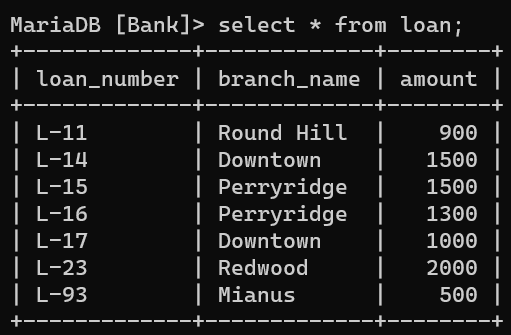 MariaDB [Bank]> select * from loan;
+-------------+-------------+--------+
| loan_number | branch_name | amount |
+-------------+-------------+--------+
| L-11        | Round Hill  |    900 |
| L-14        | Downtown    |   1500 |
| L-15        | Perryridge  |   1500 |
| L-16        | Perryridge  |   1300 |
| L-17        | Downtown    |   1000 |
| L-23        | Redwood     |   2000 |
| L-93        | Mianus      |    500 |
+-------------+-------------+--------+